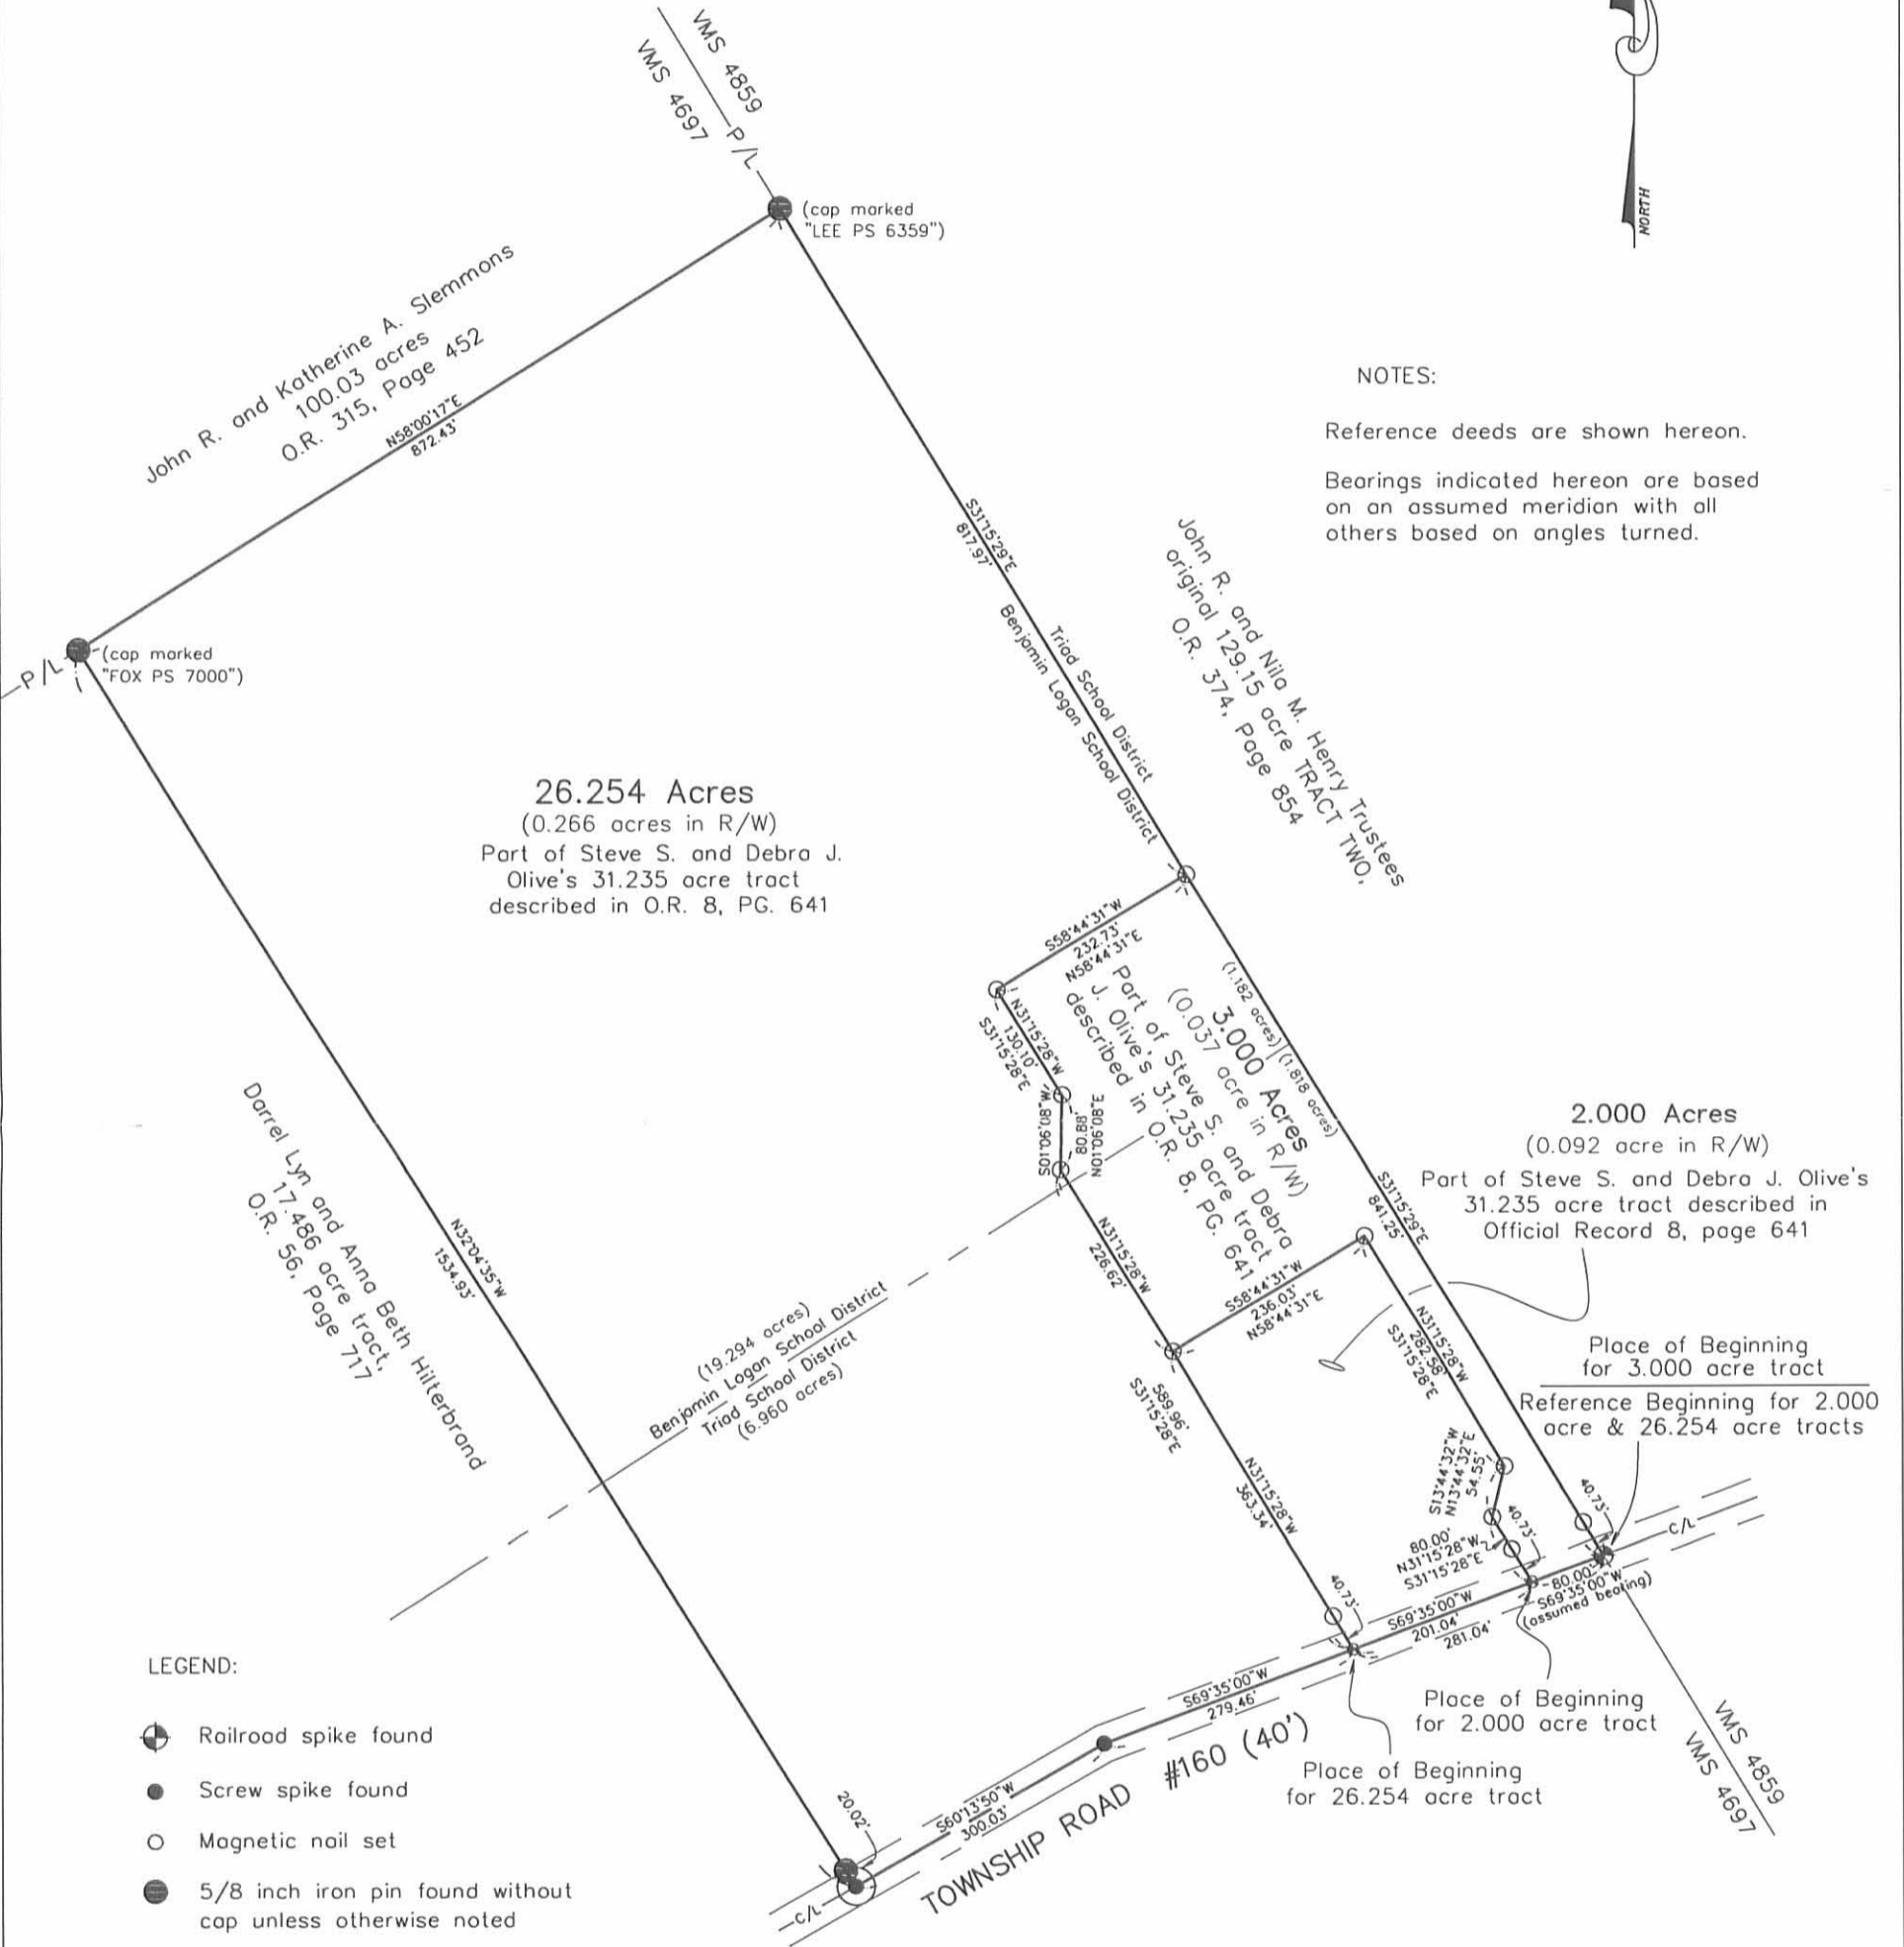 VMS 4859
VMS 4697
P/L
NORTH
(cap marked
"LEE PS 6359")
John R. and Katherine A. Slemmons
100.03 acres
O.R. 315, Page 452
N58°00'17"E
872.43'
NOTES:
Reference deeds are shown hereon.
Bearings indicated hereon are based
on an assumed meridian with all
others based on angles turned.
S31°15'29"E
817.97'
Triad School District
Benjamin Logan School District
John R. and Nila M. Henry Trustees
original 129.15 acre TRACT TWO,
O.R. 374, Page 854
P/L
(cap marked
"FOX PS 7000")
26.254 Acres
(0.266 acres in R/W)
Part of Steve S. and Debra J.
Olive's 31.235 acre tract
described in O.R. 8, PG. 641
S58°44'31"W
232.73'
N58°44'31"E
N31°15'28"W
130.10'
S31°15'28"E
S01°06'08"W
80.88'
N01°06'08"E
(1.182 acres) (1.818 acres)
3.000 Acres
(0.037 acre in R/W)
Part of Steve S. and Debra
J. Olive's 31.235 acre tract
described in O.R. 8, PG. 641
2.000 Acres
(0.092 acre in R/W)
Part of Steve S. and Debra J. Olive's
31.235 acre tract described in
Official Record 8, page 641
S31°15'29"E
841.25'
Darrel Lyn and Anna Beth Hilterbrand
17.486 acre tract,
O.R. 56, Page 717
N32°04'35"W
1534.93'
N31°15'28"W
226.62'
S58°44'31"W
236.03'
N58°44'31"E
(19.294 acres)
Benjamin Logan School District
Triad School District
(6.960 acres)
N31°15'28"W
282.58'
S31°15'28"E
Place of Beginning
for 3.000 acre tract
Reference Beginning for 2.000
acre & 26.254 acre tracts
589.96'
S31°15'28"E
N31°15'28"W
363.34'
S13°44'32"W
N13°44'32"E
54.55'
40.73'
40.73'
80.00'
N31°15'28"W
S31°15'28"E
C/L
80.00'
S69°35'00"W
(assumed beating)
40.73'
S69°35'00"W
201.04'
281.04'
LEGEND:
Railroad spike found
Screw spike found
Magnetic nail set
5/8 inch iron pin found without
cap unless otherwise noted
S69°35'00"W
279.46'
Place of Beginning
for 2.000 acre tract
Place of Beginning
for 26.254 acre tract
VMS 4859
VMS 4697
20.02'
S60°13'50"W
300.03'
TOWNSHIP ROAD #160 (40')
C/L